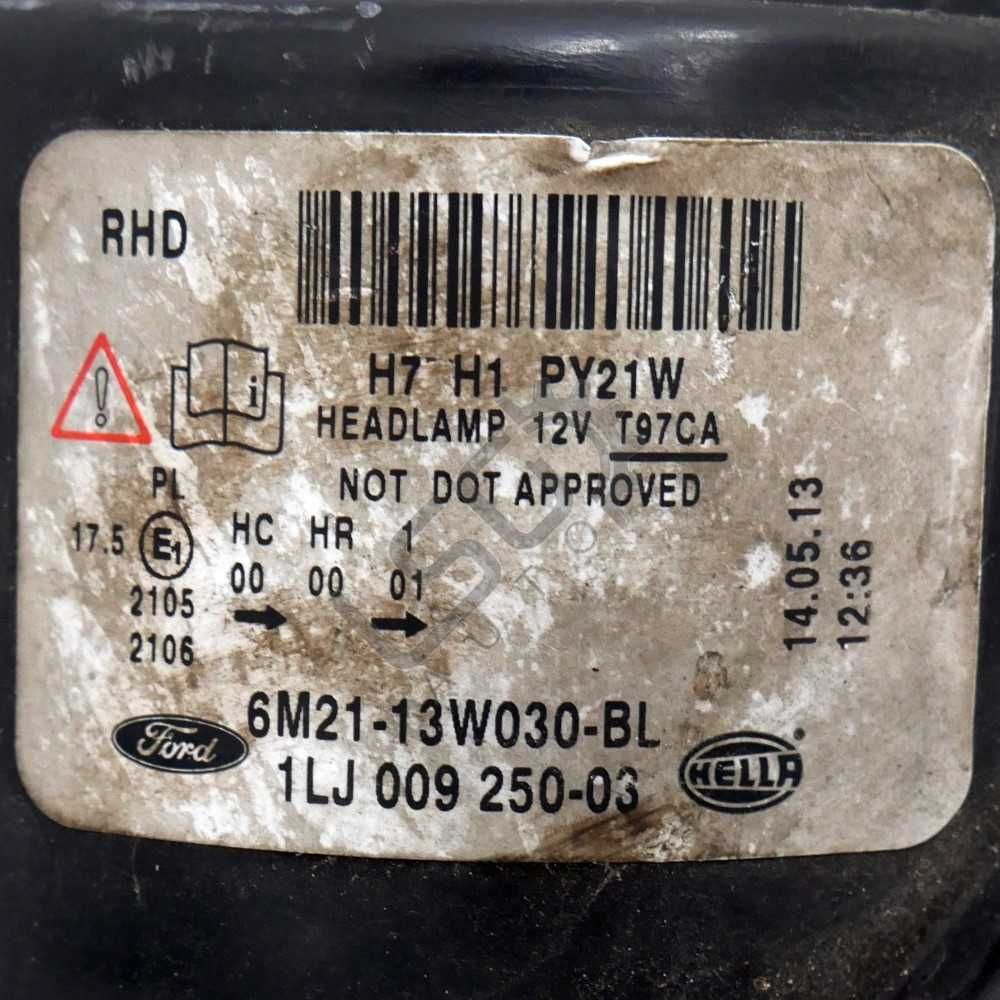 RHD
H7 H1 PY21W
HEADLAMP 12V T97CA
NOT DOT APPROVED
PL
17.5 E1 HC HR 1
00 00 01
2105
2106
14.05.13
12:36
6M21-13W030-BL
Ford
1LJ 009 250-03
HELLA